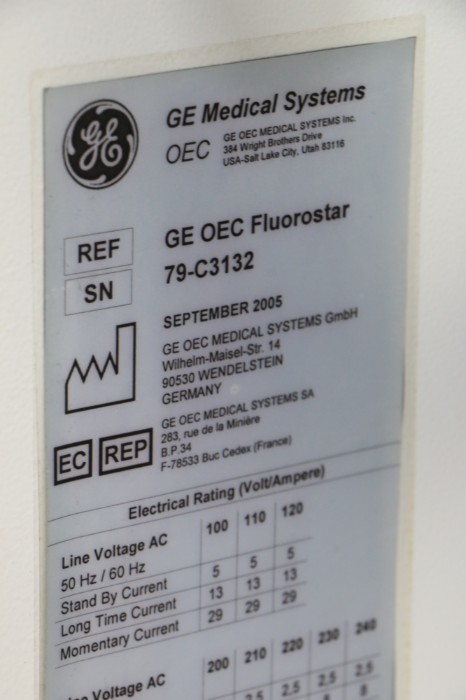 GE
GE Medical Systems
OEC
GE OEC MEDICAL SYSTEMS Inc.
384 Wright Brothers Drive
USA-Salt Lake City, Utah 83116
REF GE OEC Fluorostar
SN 79-C3132
SEPTEMBER 2005
GE OEC MEDICAL SYSTEMS GmbH
Wilhelm-Maisel-Str. 14
90530 WENDELSTEIN
GERMANY
EC REP
GE OEC MEDICAL SYSTEMS SA
283, rue de la Minière
B.P.34
F-78533 Buc Cedex (France)
Electrical Rating (Volt/Ampere)
Line Voltage AC 100 110 120
50 Hz / 60 Hz
Stand By Current 5 5 5
Long Time Current 13 13 13
Momentary Current 29 29 29
Voltage AC 200 210 220 230 240
2.5 2.5 2.5 2.5
8 8